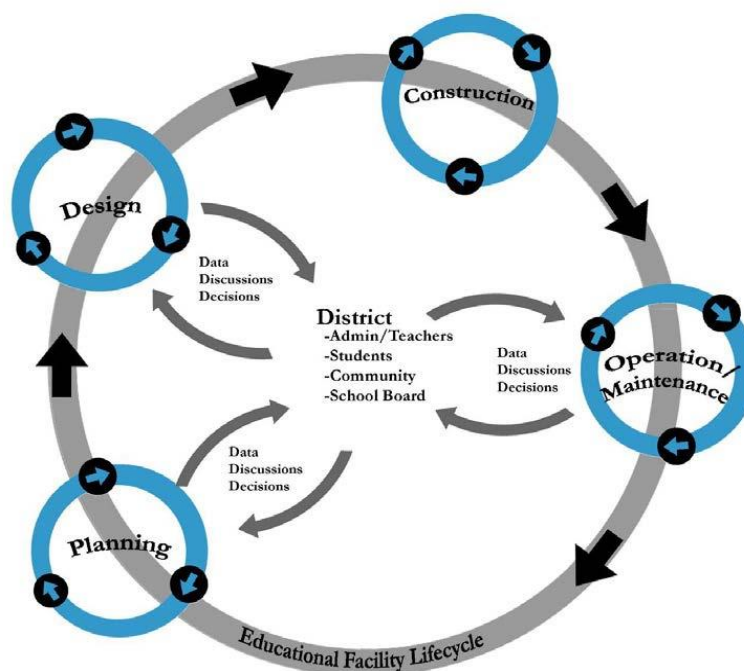 Construction
Design
Data
Discussions
Decisions
District
-Admin/Teachers
-Students
-Community
-School Board
Data
Discussions
Decisions
Operation/
Maintenance
Data
Discussions
Decisions
Planning
Educational Facility Lifecycle